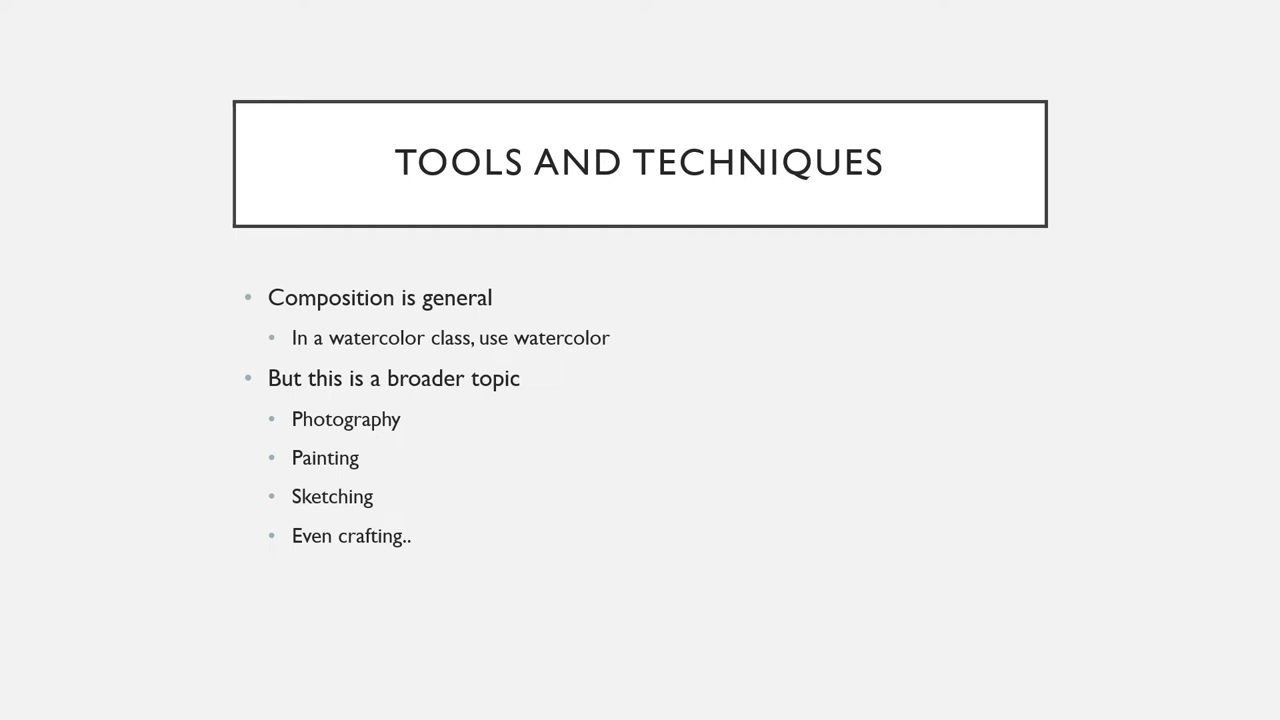 TOOLS AND TECHNIQUES
• Composition is general
• In a watercolor class, use watercolor
• But this is a broader topic
• Photography
• Painting
• Sketching
• Even crafting..